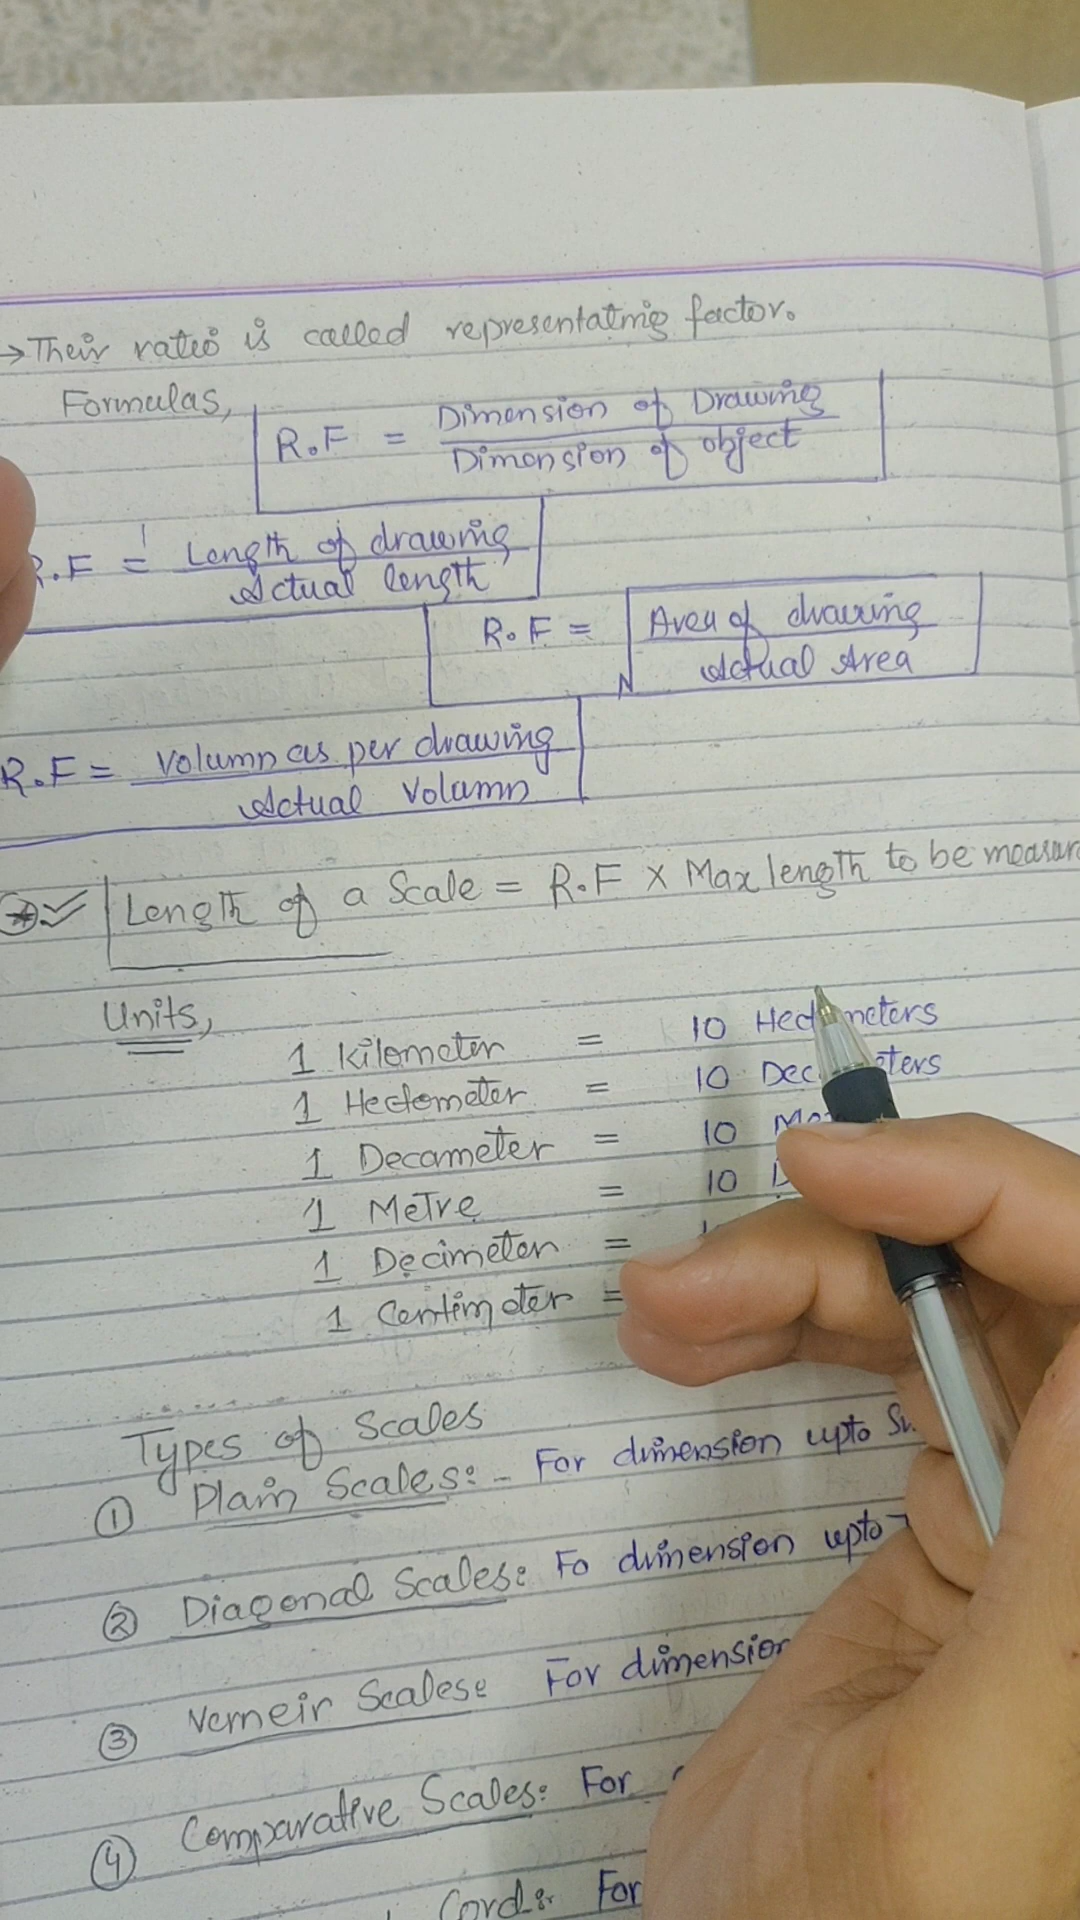 → Their ratio is called representating factor.
Formulas,
R.F = Dimension of Drawing
Dimension of object
R.F = Length of drawing
Actual length
R.F = √ Area of drawing
Actual Area
R.F = Volumn as per drawing
Actual Volumn
Length of a Scale = R.F × Max length to be measur
Units,
1 Kilometer = 10 Hect meters
1 Hectometer = 10 Dec eters
1 Decameter = 10
1 Metre = 10
1 Decimeter =
1 Centimeter =
Types of Scales
① Plain Scales: - For dimension upto
② Diagonal Scales: Fo dimension upto
③ Verneir Scales: For dimension
④ Comparative Scales: For
Cord: For